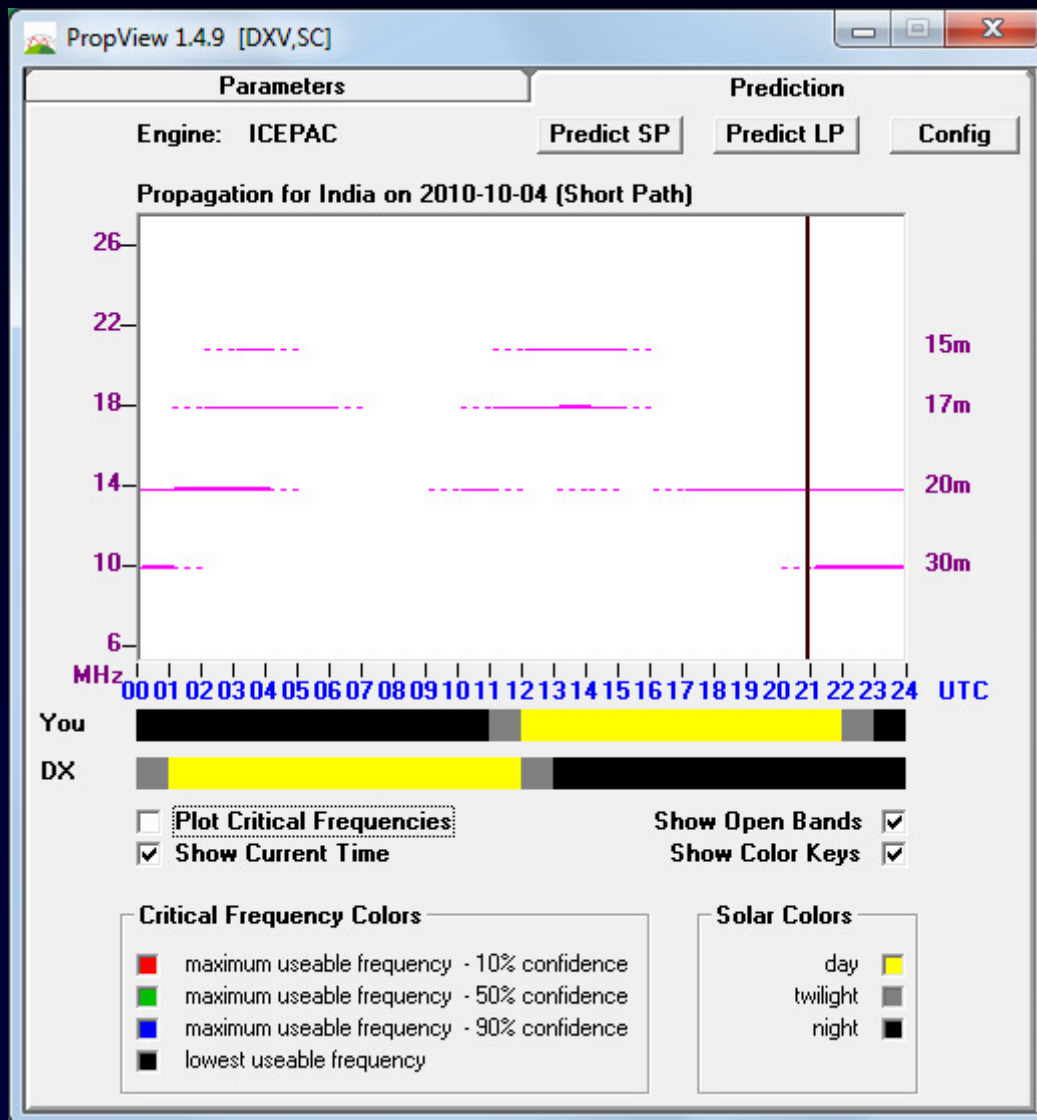 PropView 1.4.9 [DXV,SC]
Parameters Prediction
Engine: ICEPAC Predict SP Predict LP Config
Propagation for India on 2010-10-04 (Short Path)
26
22 15m
18 17m
14 20m
10 30m
6
MHz 00 01 02 03 04 05 06 07 08 09 10 11 12 13 14 15 16 17 18 19 20 21 22 23 24 UTC
You
DX
Plot Critical Frequencies Show Open Bands
Show Current Time Show Color Keys
Critical Frequency Colors Solar Colors
maximum useable frequency - 10% confidence day
maximum useable frequency - 50% confidence twilight
maximum useable frequency - 90% confidence night
lowest useable frequency